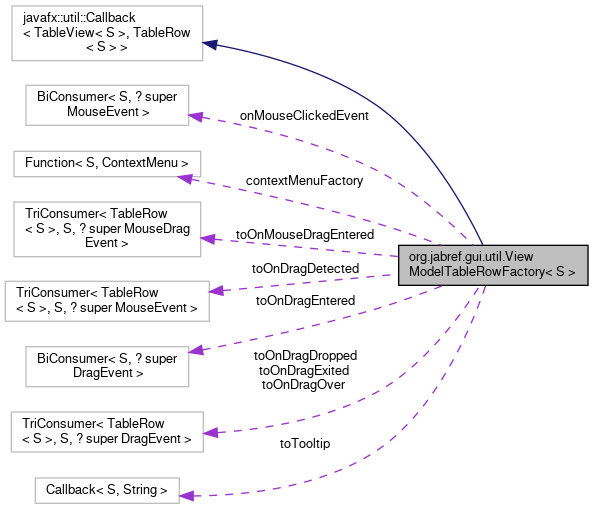 javafx::util::Callback
< TableView< S >, TableRow
< S > >
BiConsumer< S, ? super
MouseEvent >
onMouseClickedEvent
Function< S, ContextMenu >
contextMenuFactory
TriConsumer< TableRow
< S >, S, ? super MouseDrag
Event >
toOnMouseDragEntered
org.jabref.gui.util.View
ModelTableRowFactory< S >
toOnDragDetected
TriConsumer< TableRow
< S >, S, ? super MouseEvent >
toOnDragEntered
BiConsumer< S, ? super
DragEvent >
toOnDragDropped
toOnDragExited
toOnDragOver
TriConsumer< TableRow
< S >, S, ? super DragEvent >
toTooltip
Callback< S, String >